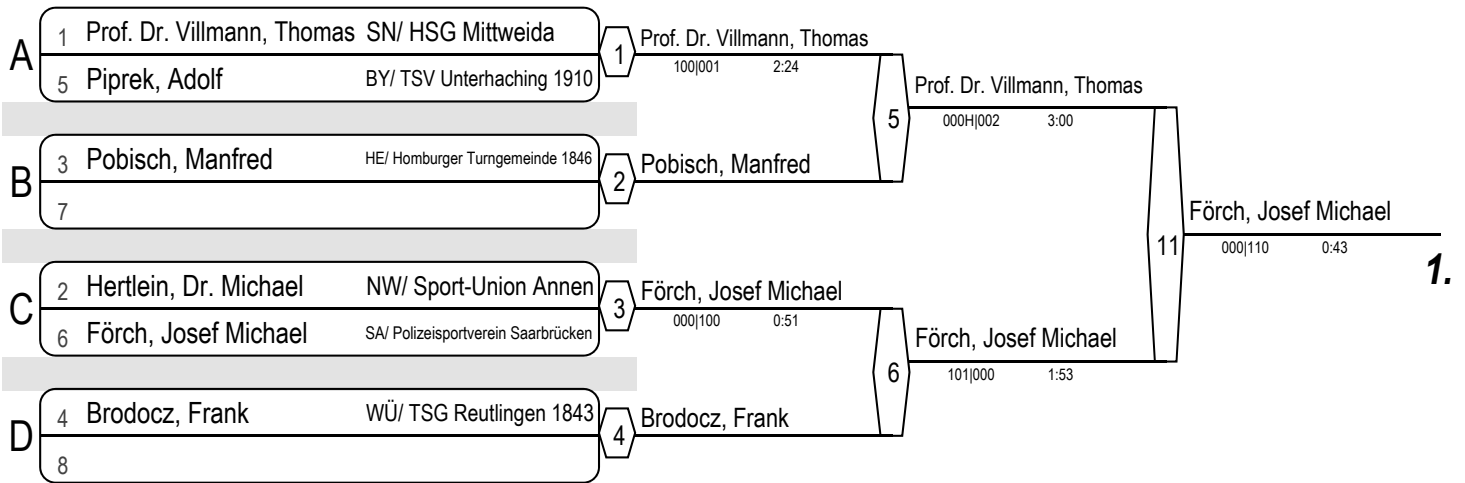 A
1 Prof. Dr. Villmann, Thomas SN/ HSG Mittweida
5 Piprek, Adolf BY/ TSV Unterhaching 1910
1
Prof. Dr. Villmann, Thomas
100|001 2:24
B
3 Pobisch, Manfred HE/ Homburger Turngemeinde 1846
7
2
Pobisch, Manfred
5
Prof. Dr. Villmann, Thomas
000H|002 3:00
C
2 Hertlein, Dr. Michael NW/ Sport-Union Annen
6 Förch, Josef Michael SA/ Polizeisportverein Saarbrücken
3
Förch, Josef Michael
000|100 0:51
D
4 Brodocz, Frank WÜ/ TSG Reutlingen 1843
8
4
Brodocz, Frank
6
Förch, Josef Michael
101|000 1:53
11
Förch, Josef Michael
000|110 0:43
1.